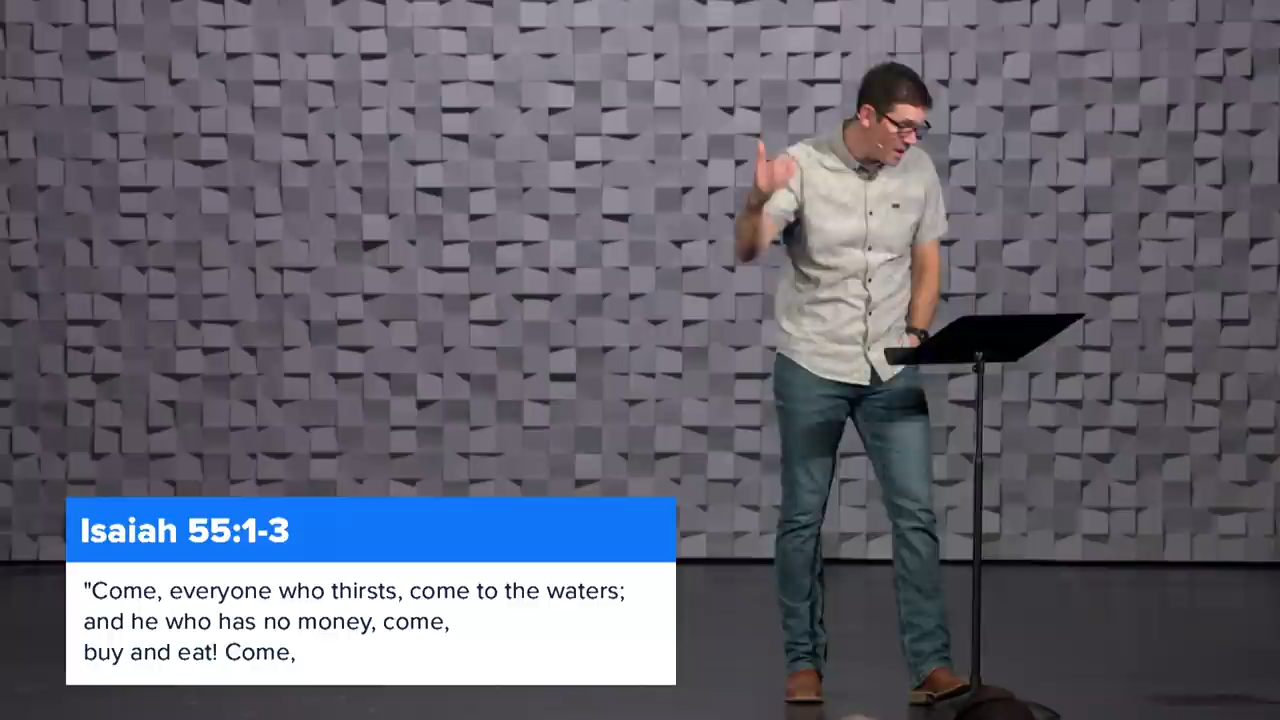 Isaiah 55:1-3
"Come, everyone who thirsts, come to the waters;
and he who has no money, come,
buy and eat! Come,